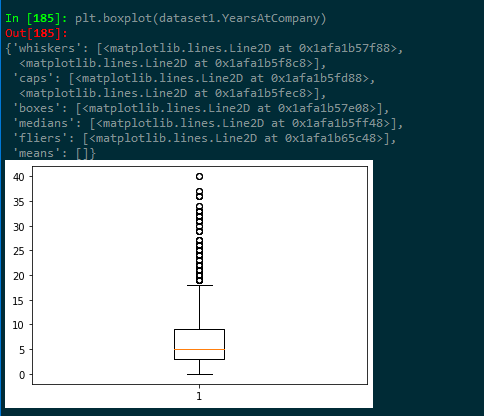 In [185]: plt.boxplot(dataset1.YearsAtCompany)
Out[185]:
{'whiskers': [<matplotlib.lines.Line2D at 0x1afa1b57f88>,
<matplotlib.lines.Line2D at 0x1afa1b5f8c8>],
'caps': [<matplotlib.lines.Line2D at 0x1afa1b5fd88>,
<matplotlib.lines.Line2D at 0x1afa1b5fec8>],
'boxes': [<matplotlib.lines.Line2D at 0x1afa1b57e08>],
'medians': [<matplotlib.lines.Line2D at 0x1afa1b5ff48>],
'fliers': [<matplotlib.lines.Line2D at 0x1afa1b65c48>],
'means': []}
40
35
30
25
20
15
10
5
0
1